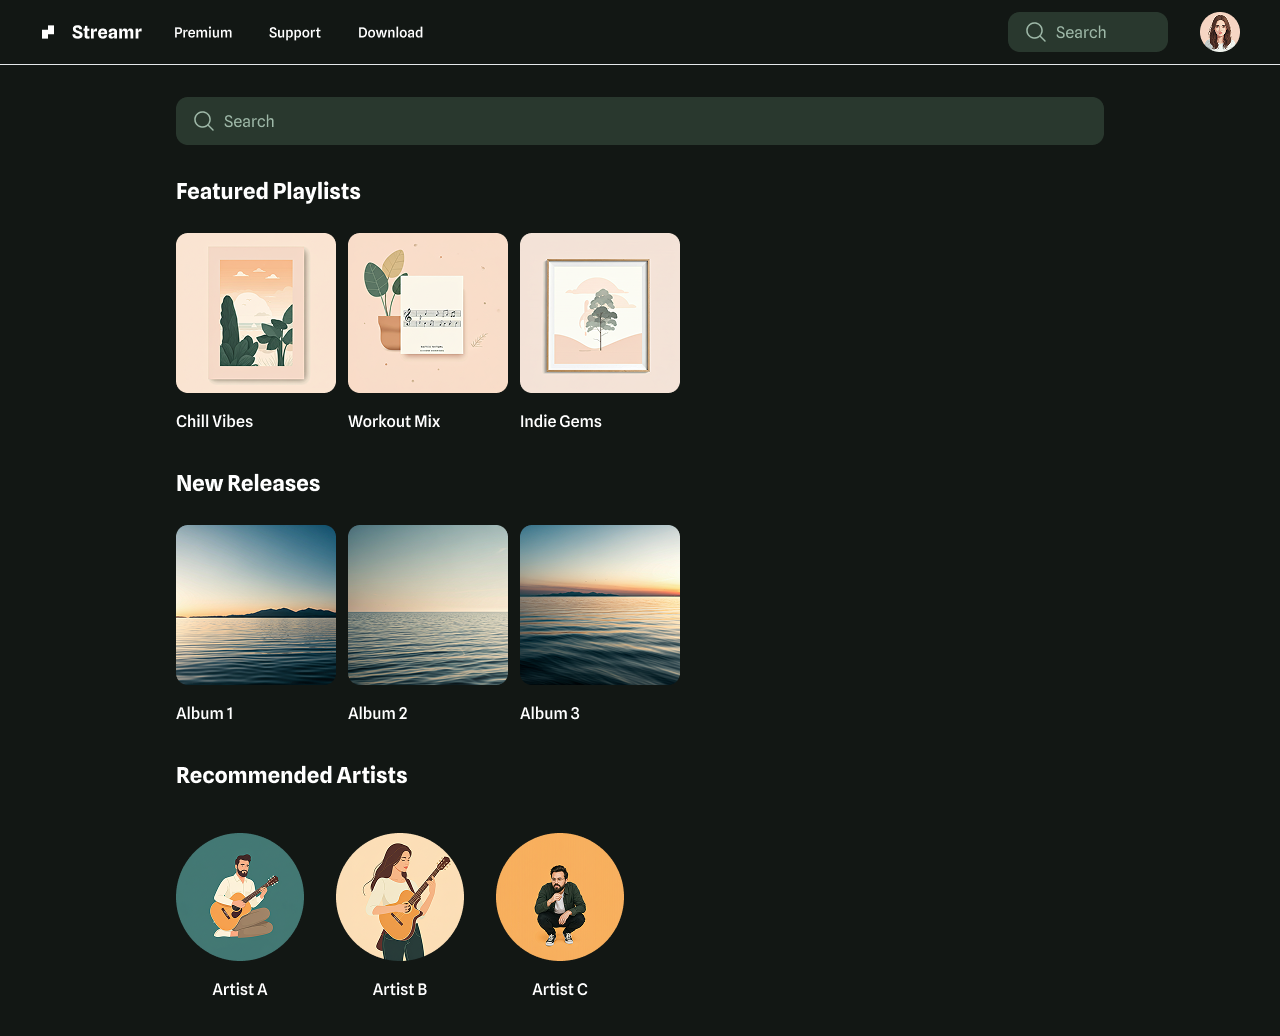 Streamr Premium Support Download Search
Search
Featured Playlists
Chill Vibes Workout Mix Indie Gems
New Releases
Album 1 Album 2 Album 3
Recommended Artists
Artist A Artist B Artist C